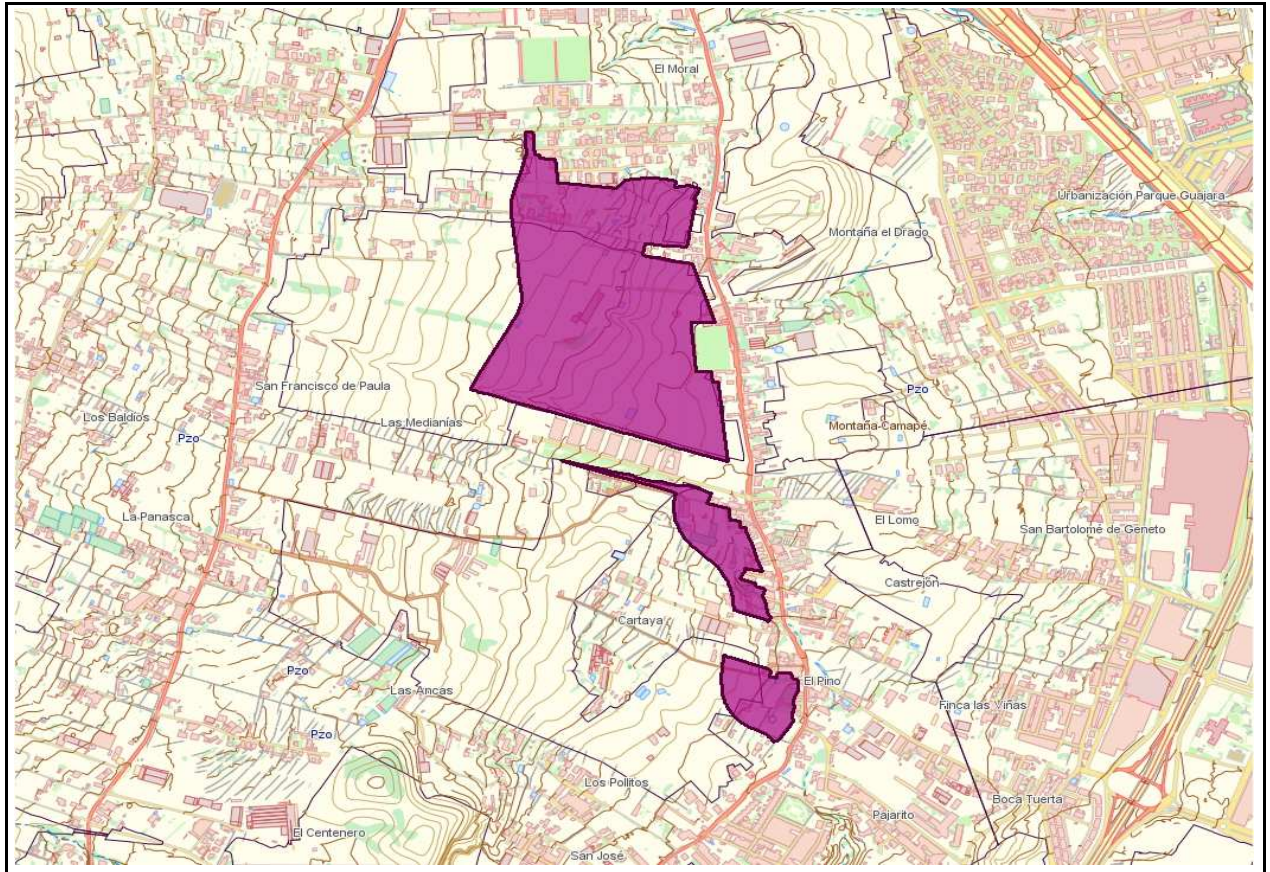 El Moral
Urbanización Parque Guajara
Montaña el Drago
San Francisco de Paula
Pzo
Los Baldíos
Las Medianías
Montaña Camapé.
Pzo
La Panasca
El Lomo
San Bartolomé de Geneto
Castrejón
Cartaya
Pzo
El Pino
Las Ancas
Finca las Viñas
Pzo
Los Pollitos
Boca Tuerta
Pajarito
El Centenero
San José